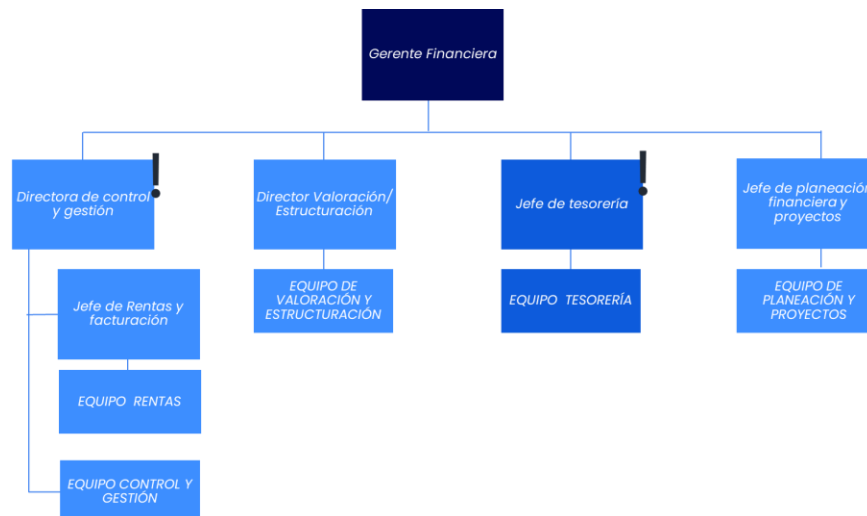 Gerente Financiera
!
!
Directora de control
y gestión
Director Valoración/
Estructuración
Jefe de tesorería
Jefe de planeación
financiera y
proyectos
EQUIPO DE
VALORACIÓN Y
ESTRUCTURACIÓN
EQUIPO TESORERÍA
EQUIPO DE
PLANEACIÓN Y
PROYECTOS
Jefe de Rentas y
facturación
EQUIPO RENTAS
EQUIPO CONTROL Y
GESTIÓN